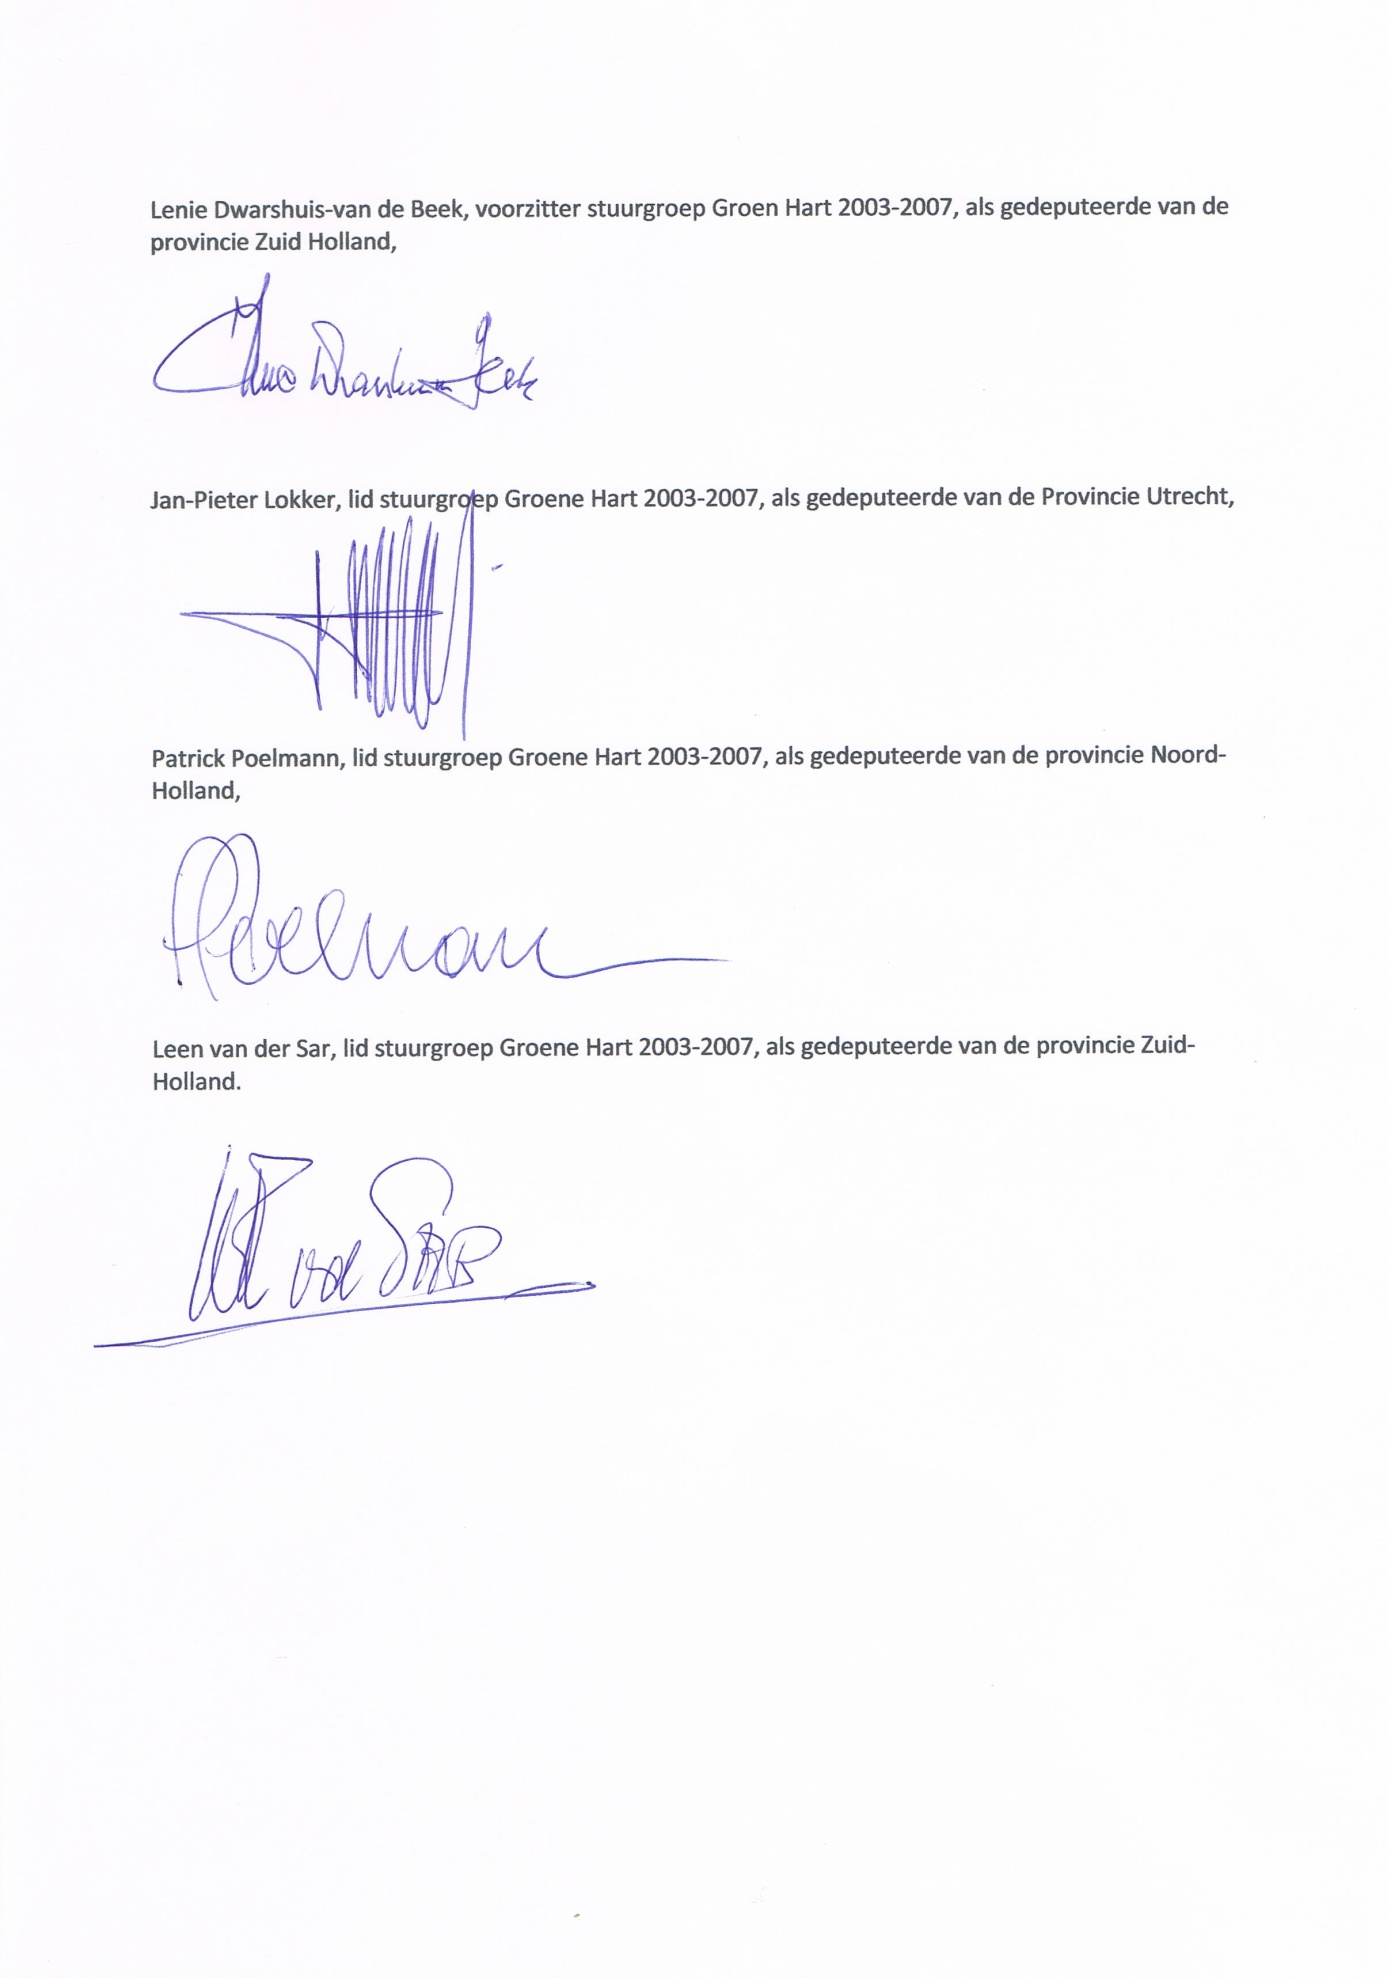 Lenie Dwarshuis-van de Beek, voorzitter stuurgroep Groen Hart 2003-2007, als gedeputeerde van de
provincie Zuid Holland,
Jan-Pieter Lokker, lid stuurgroep Groene Hart 2003-2007, als gedeputeerde van de Provincie Utrecht,
Patrick Poelmann, lid stuurgroep Groene Hart 2003-2007, als gedeputeerde van de provincie Noord-
Holland,
Leen van der Sar, lid stuurgroep Groene Hart 2003-2007, als gedeputeerde van de provincie Zuid-
Holland.